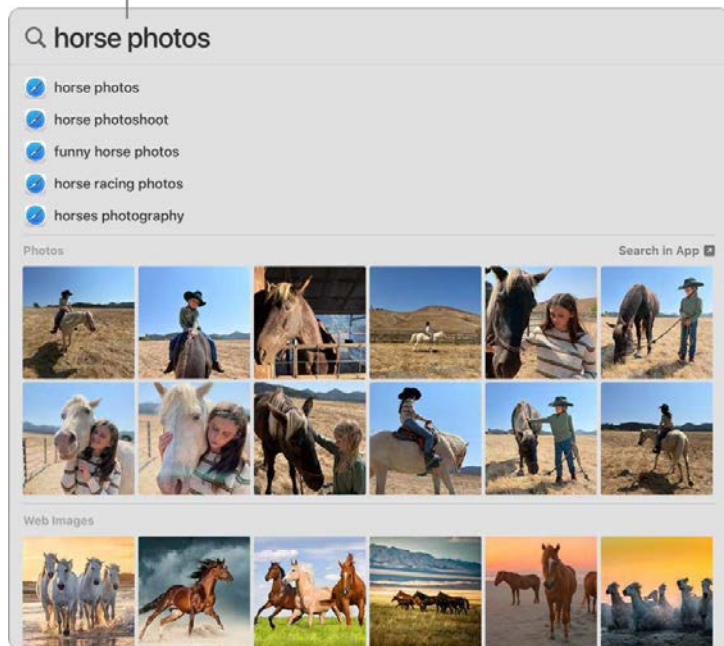 horse photos
horse photos
horse photoshoot
funny horse photos
horse racing photos
horses photography
Photos Search in App
Web Images